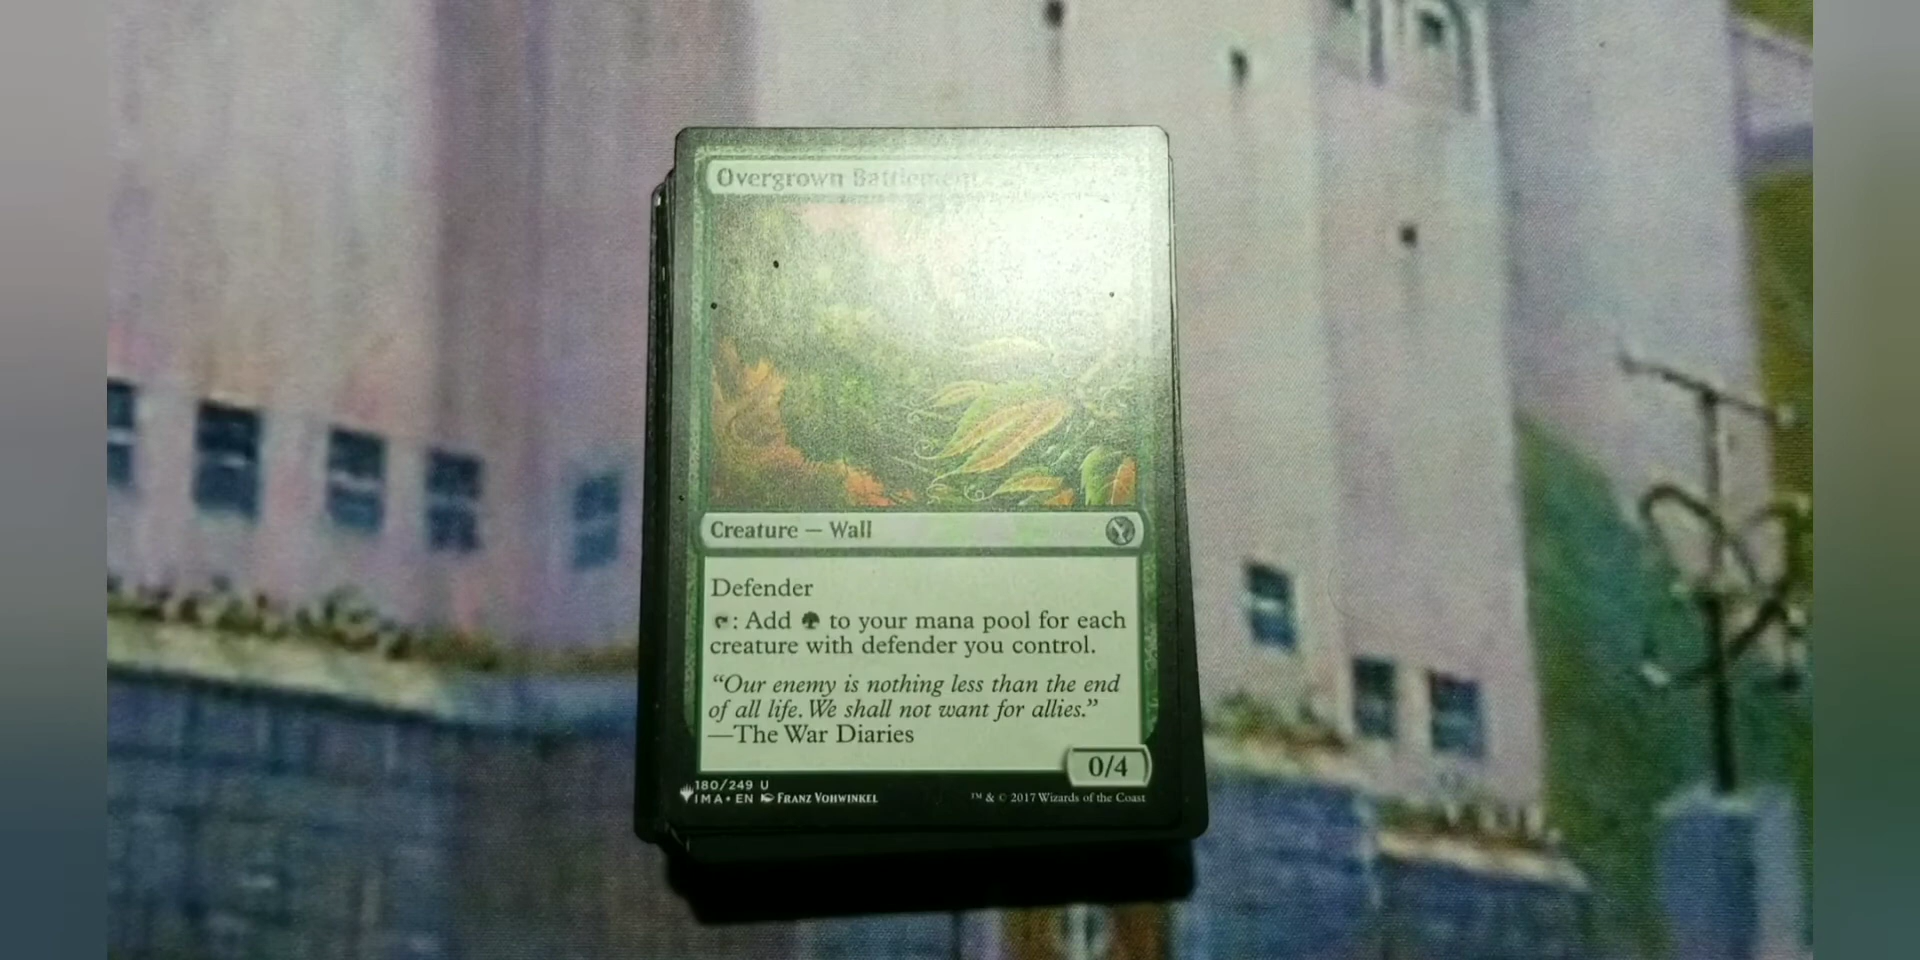 Overgrown Battlement
Creature — Wall
Defender
: Add to your mana pool for each
creature with defender you control.
“Our enemy is nothing less than the end
of all life. We shall not want for allies.”
—The War Diaries
0/4
180/249 U
IMA • EN Franz Vohwinkel
™ & © 2017 Wizards of the Coast